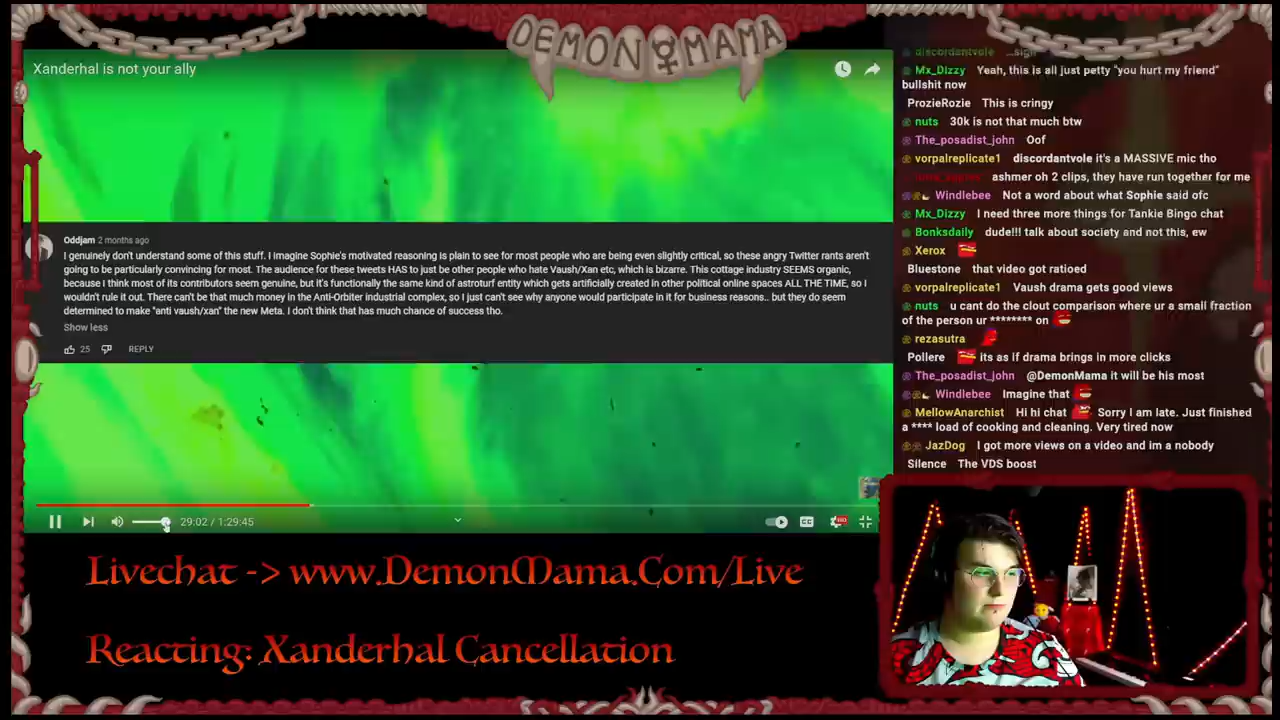 DEMON MAMA
Xanderhal is not your ally
Oddjam 2 months ago
I genuinely don't understand some of this stuff. I imagine Sophie's motivated reasoning is plain to see for most people who are being even slightly critical, so these angry Twitter rants aren't
going to be particularly convincing for most. The audience for these tweets HAS to just be other people who hate Vaush/Xan etc, which is bizarre. This cottage industry SEEMS organic,
because I think most of its contributors seem genuine, but it's functionally the same kind of astroturf entity which gets artificially created in other political online spaces ALL THE TIME, so I
wouldn't rule it out. There can't be that much money in the Anti-Orbiter industrial complex, so I just can't see why anyone would participate in it for business reasons.. but they do seem
determined to make "anti vaush/xan" the new Meta. I don't think that has much chance of success tho.
Show less
25 REPLY
29:02 / 1:29:45
CC
HD
Livechat -> www.DemonMama.Com/Live
Reacting: Xanderhal Cancellation
discordantvole ...sigh
Mx_Dizzy Yeah, this is all just petty "you hurt my friend"
bullshit now
ProzieRozie This is cringy
nuts 30k is not that much btw
The_posadist_john Oof
vorpalreplicate1 discordantvole it's a MASSIVE mic tho
ashmer oh 2 clips, they have run together for me
Windlebee Not a word about what Sophie said ofc
Mx_Dizzy I need three more things for Tankie Bingo chat
Bonksdaily dude!!! talk about society and not this, ew
Xerox
Bluestone that video got ratioed
vorpalreplicate1 Vaush drama gets good views
nuts u cant do the clout comparison where ur a small fraction
of the person ur ******** on
rezasutra
Pollere its as if drama brings in more clicks
The_posadist_john @DemonMama it will be his most
Windlebee Imagine that
MellowAnarchist Hi hi chat Sorry I am late. Just finished
a **** load of cooking and cleaning. Very tired now
JazDog I got more views on a video and im a nobody
Silence The VDS boost